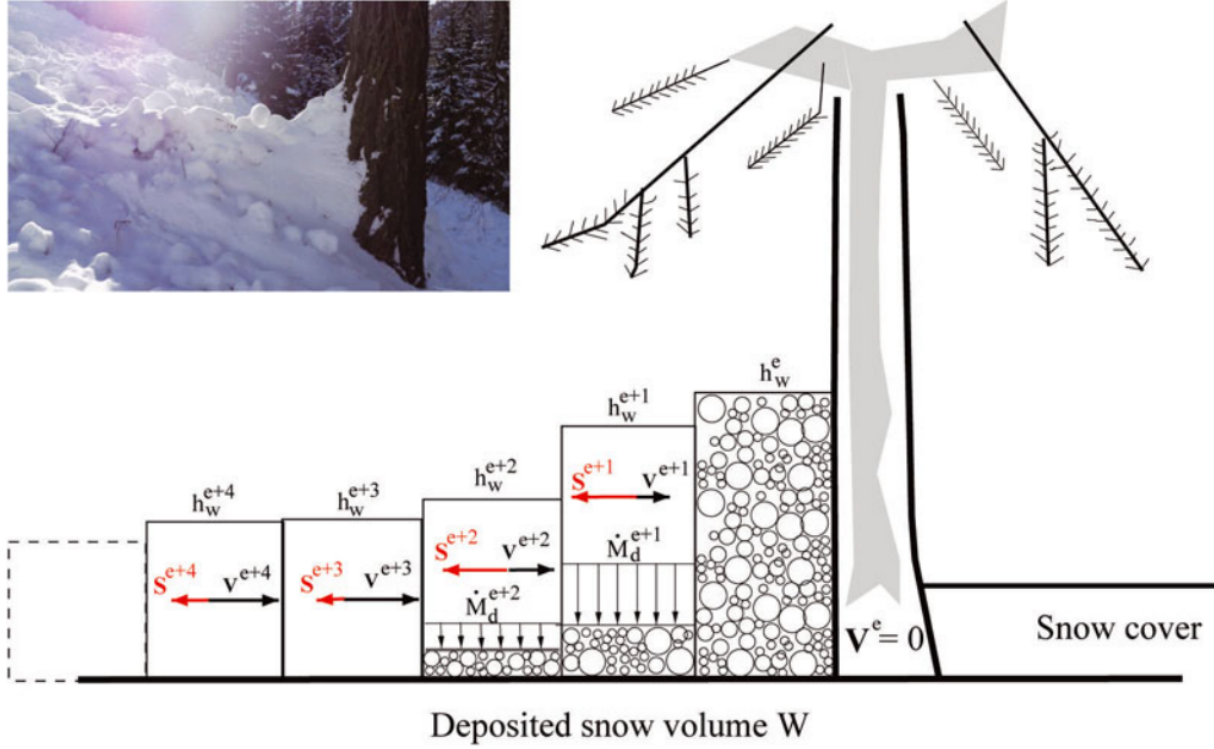 h_w^e
h_w^{e+1}
S^{e+1} v^{e+1}
h_w^{e+2}
h_w^{e+4} h_w^{e+3}
S^{e+2} v^{e+2} Ṁ_d^{e+1}
S^{e+4} v^{e+4} S^{e+3} v^{e+3}
Ṁ_d^{e+2}
V^e = 0 Snow cover
Deposited snow volume W